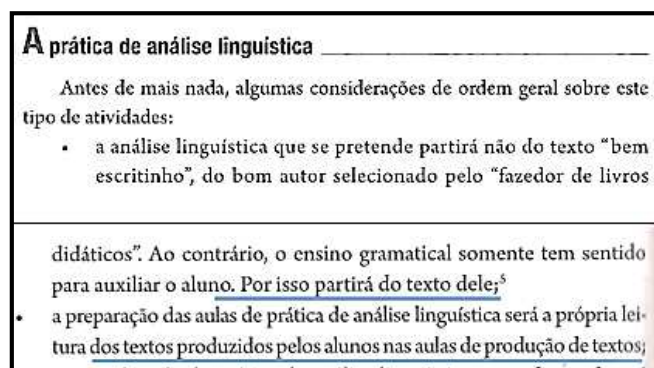 A prática de análise linguística
Antes de mais nada, algumas considerações de ordem geral sobre este
tipo de atividades:
• a análise linguística que se pretende partirá não do texto “bem
escritinho”, do bom autor selecionado pelo “fazedor de livros
didáticos”. Ao contrário, o ensino gramatical somente tem sentido
para auxiliar o aluno. Por isso partirá do texto dele;⁵
• a preparação das aulas de prática de análise linguística será a própria lei-
tura dos textos produzidos pelos alunos nas aulas de produção de textos;